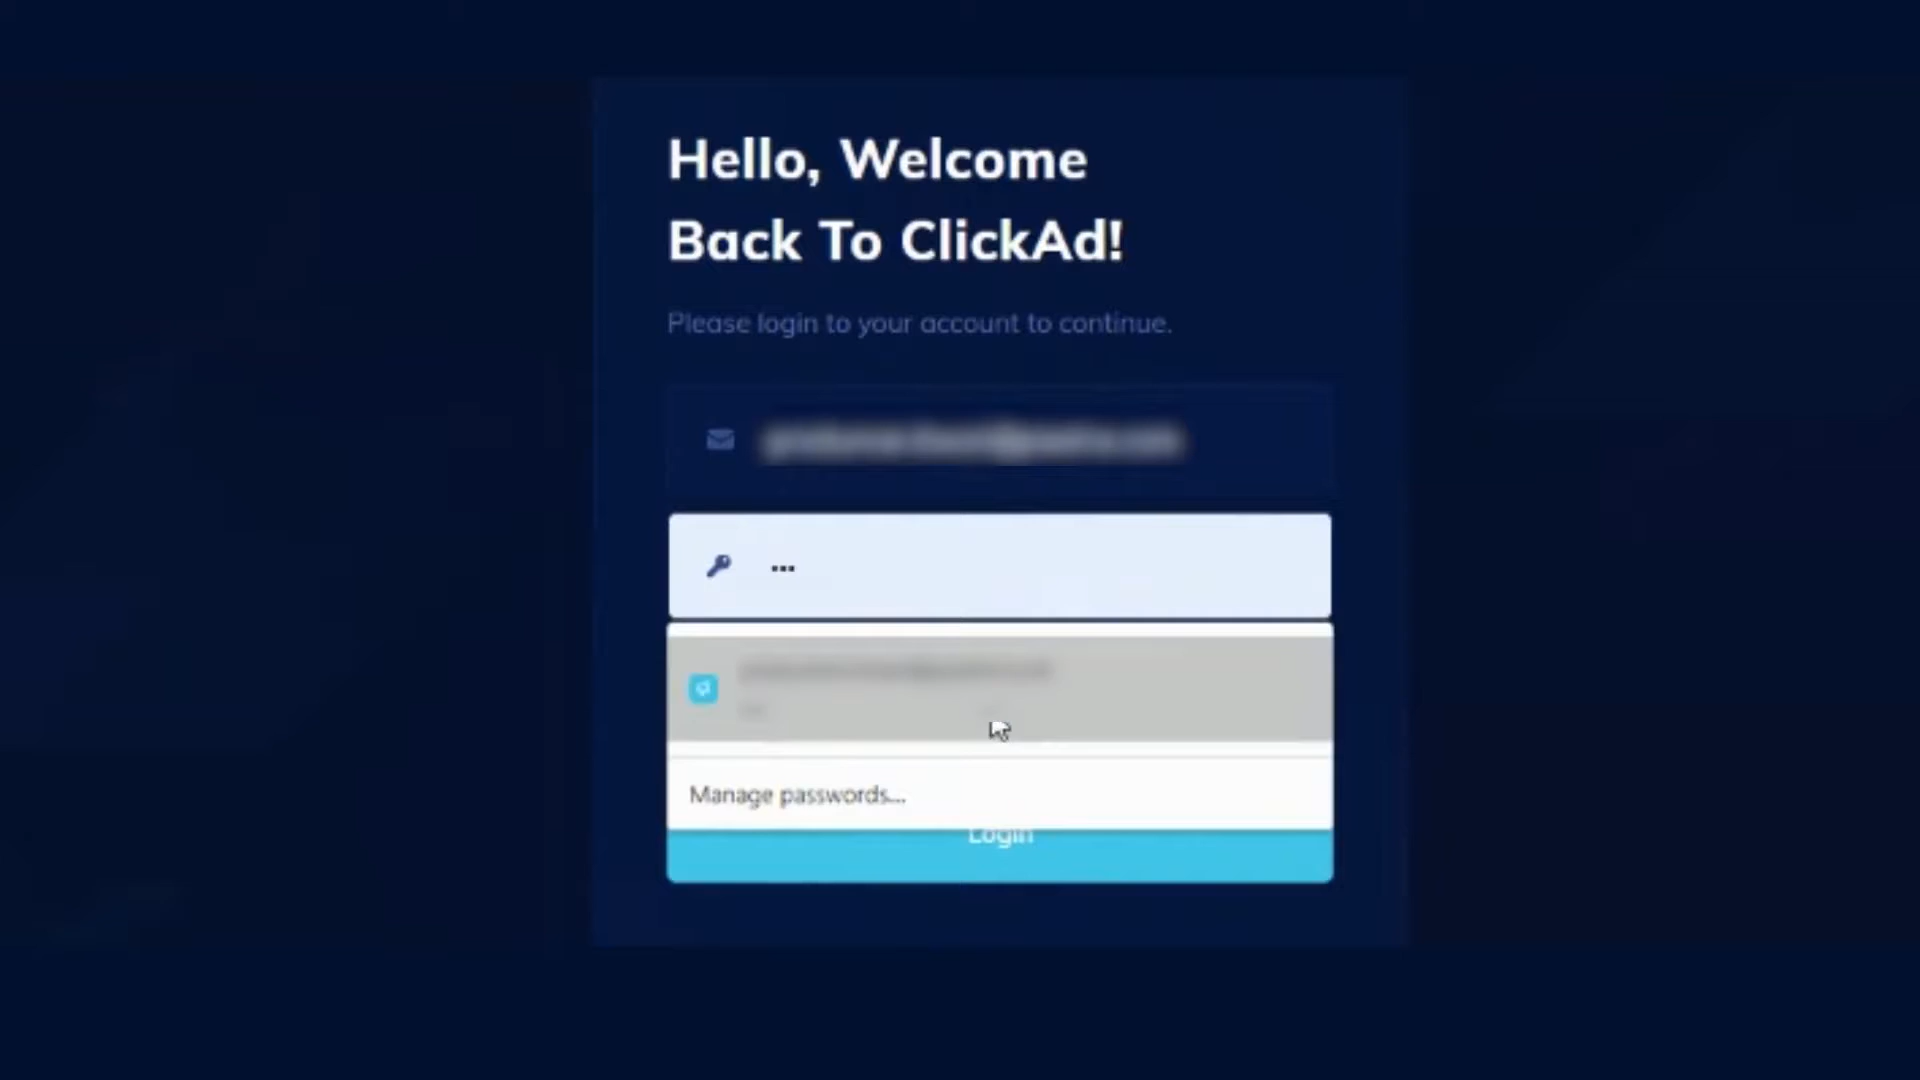 Hello, Welcome
Back To ClickAd!
Please login to your account to continue.
•••
Manage passwords...
Login